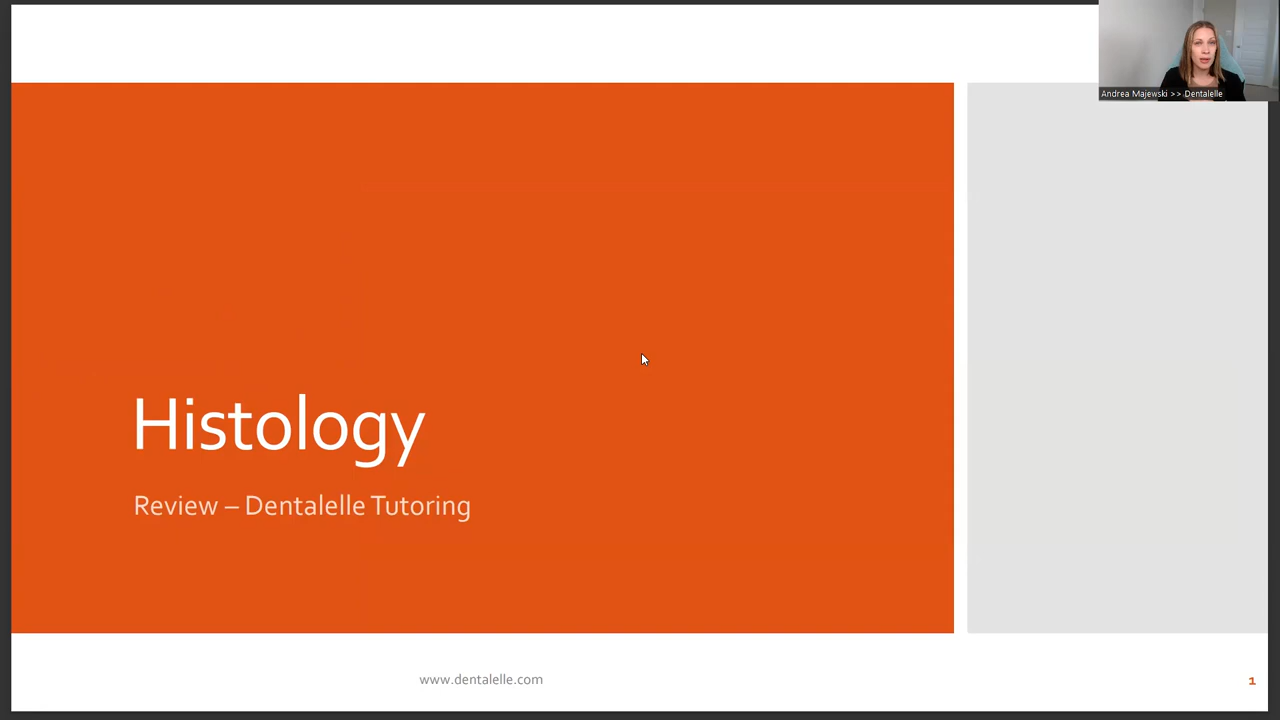 Andrea Majewski >> Dentalelle
Histology
Review – Dentalelle Tutoring
www.dentalelle.com
1